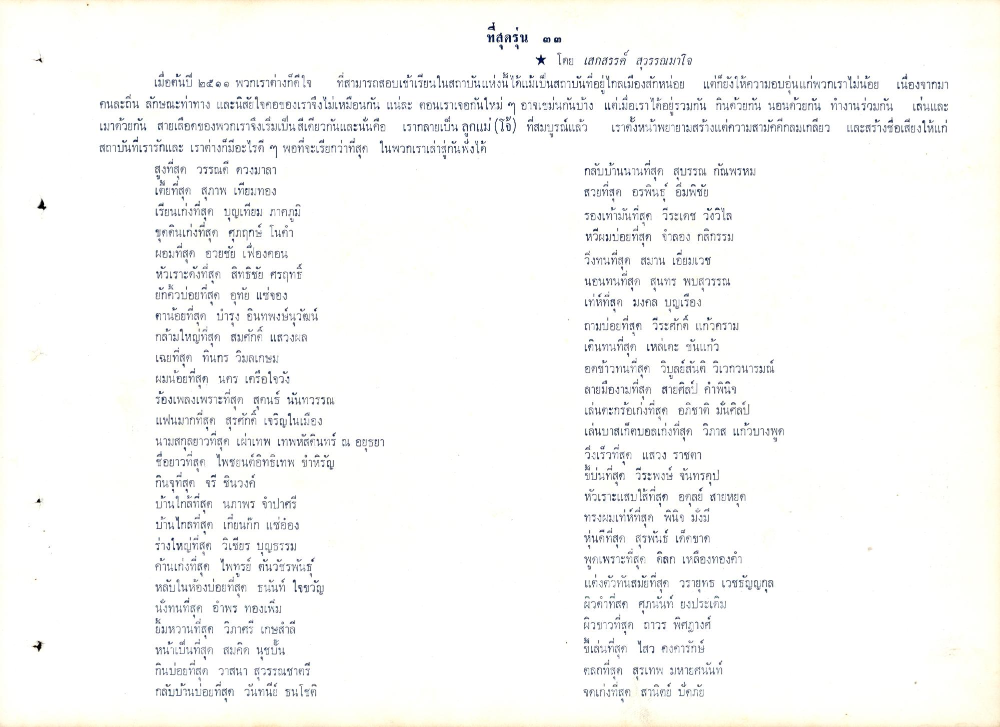 ที่สุดรุ่น ๓๓
★ โดย เสกสรรค์ สุวรรณมาโจ
เมื่อต้นปี ๒๕๑๑ พวกเราต่างก็ดีใจ ที่สามารถสอบเข้าเรียนในสถาบันแห่งนี้ได้แม้เป็นสถาบันที่อยู่ไกลเมืองสักหน่อย แต่ก็ยังให้ความอบอุ่นแก่พวกเราไม่น้อย เนื่องจากมา
คนละถิ่น ลักษณะท่าทาง และนิสัยใจคอของเราจึงไม่เหมือนกัน แน่ละ ตอนเราเจอกันใหม่ ๆ อาจเขม่นกันบ้าง แต่เมื่อเราได้อยู่รวมกัน กินด้วยกัน นอนด้วยกัน ทำงานร่วมกัน เล่นและ
เมาด้วยกัน สายเลือดของพวกเราจึงเริ่มเป็นสีเดียวกันและนั่นคือ เรากลายเป็น ลูกแม่ (โจ้) ที่สมบูรณ์แล้ว เราตั้งหน้าพยายามสร้างแต่ความสามัคคีกลมเกลียว และสร้างชื่อเสียงให้แก่
สถาบันที่เรารักและ เราต่างก็มีอะไรดี ๆ พอที่จะเรียกว่าที่สุด ในพวกเราเล่าสู่กันฟังได้
สูงที่สุด วรรณดี ดวงมาลา
เตี้ยที่สุด สุภาพ เทียมทอง
เรียนเก่งที่สุด บุญเทียม ภาคภูมิ
ขุดดินเก่งที่สุด ศุภฤกษ์ โนคำ
ผอมที่สุด อวยชัย เฟื่องคอน
หัวเราะดังที่สุด สิทธิชัย ศรฤทธิ์
ยักคิ้วบ่อยที่สุด อุทัย แซ่จอง
ตาน้อยที่สุด บำรุง อินทพงษ์นุวัฒน์
กล้ามใหญ่ที่สุด สมศักดิ์ แสวงผล
เฉยที่สุด ทินกร วิมลเกษม
ผมน้อยที่สุด นคร เครือใจวัง
ร้องเพลงเพราะที่สุด สุคนธ์ นันทวรรณ
แฟนมากที่สุด สุรศักดิ์ เจริญในเมือง
นามสกุลยาวที่สุด เผ่าเทพ เทพหัสดินทร์ ณ อยุธยา
ชื่อยาวที่สุด ไพชยนต์อิทธิเทพ ขำหิรัญ
กินจุที่สุด จรี ชินวงค์
บ้านใกล้ที่สุด นภาพร จำปาศรี
บ้านไกลที่สุด เกี๋ยนก๊ก แซ่อ๋อง
ร่างใหญ่ที่สุด วิเชียร บุญธรรม
ค้านเก่งที่สุด ไพทูรย์ ตันวัชรพันธุ์
หลับในห้องบ่อยที่สุด ธนันท์ ใจขวัญ
นั่งทนที่สุด อำพร ทองเพิ่ม
ยิ้มหวานที่สุด วิภาศรี เกษสำลี
หน้าเป็นที่สุด สมคิด นุชปั้น
กินบ่อยที่สุด วาสนา สุวรรณชาตรี
กลับบ้านบ่อยที่สุด วันทนีย์ ธนโชติ
กลับบ้านนานที่สุด สุบรรณ กัณพรหม
สวยที่สุด อรพินธุ์ อิ่มพิชัย
รองเท้ามันที่สุด วีระเดช วังวิไล
หวีผมบ่อยที่สุด จำลอง กสิกรรม
วิ่งทนที่สุด สมาน เอี่ยมเวช
นอนทนที่สุด สุนทร พบสุวรรณ
เท่ห์ที่สุด มงคล บุญเรือง
ถามบ่อยที่สุด วีระศักดิ์ แก้วคราม
เดินทนที่สุด เหล่เดะ ขันแก้ว
อดข้าวทนที่สุด วิบูลย์สันติ วิเวกวนารมณ์
ลายมืองามที่สุด สายศิลป์ คำพินิจ
เล่นตะกร้อเก่งที่สุด อภิชาติ มั่นศิลป์
เล่นบาสเก็ตบอลเก่งที่สุด วิภาส แก้วบางพูด
วิ่งเร็วที่สุด แสวง ราชตา
ขี้บ่นที่สุด วีระพงษ์ จันทรคุป
หัวเราะแสบใส้ที่สุด อดุลย์ สายหยุด
ทรงผมเท่ห์ที่สุด พินิจ มั่งมี
หุ่นดีที่สุด สุรพันธ์ เด็ดขาด
พูดเพราะที่สุด ดิลก เหลืองทองคำ
แต่งตัวทันสมัยที่สุด วรายุทธ เวชธัญญกุล
ผิวดำที่สด ศุภนันท์ ยงประเดิม
ผิวขาวที่สุด ถาวร พิศฎางศ์
ขี้เล่นที่สุด ไสว คงคารักษ์
ตลกที่สุด สุรเทพ มหายศนันท์
จดเก่งที่สุด สานิตย์ ปัดภัย